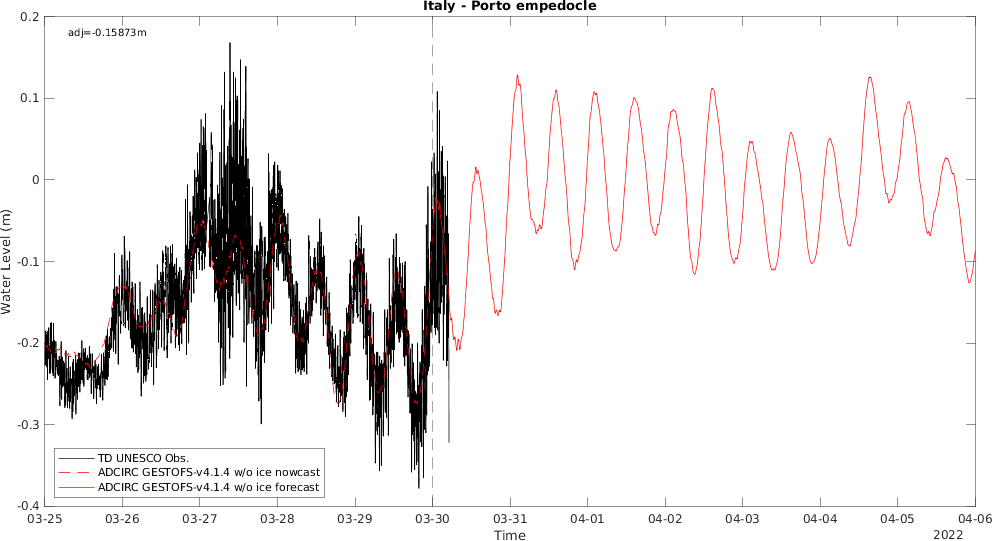 Italy - Porto empedocle
adj=-0.15873m
0.2
0.1
0
-0.1
-0.2
-0.3
-0.4
Water Level (m)
TD UNESCO Obs.
ADCIRC GESTOFS-v4.1.4 w/o ice nowcast
ADCIRC GESTOFS-v4.1.4 w/o ice forecast
03-25 03-26 03-27 03-28 03-29 03-30 03-31 04-01 04-02 04-03 04-04 04-05 04-06
Time
2022